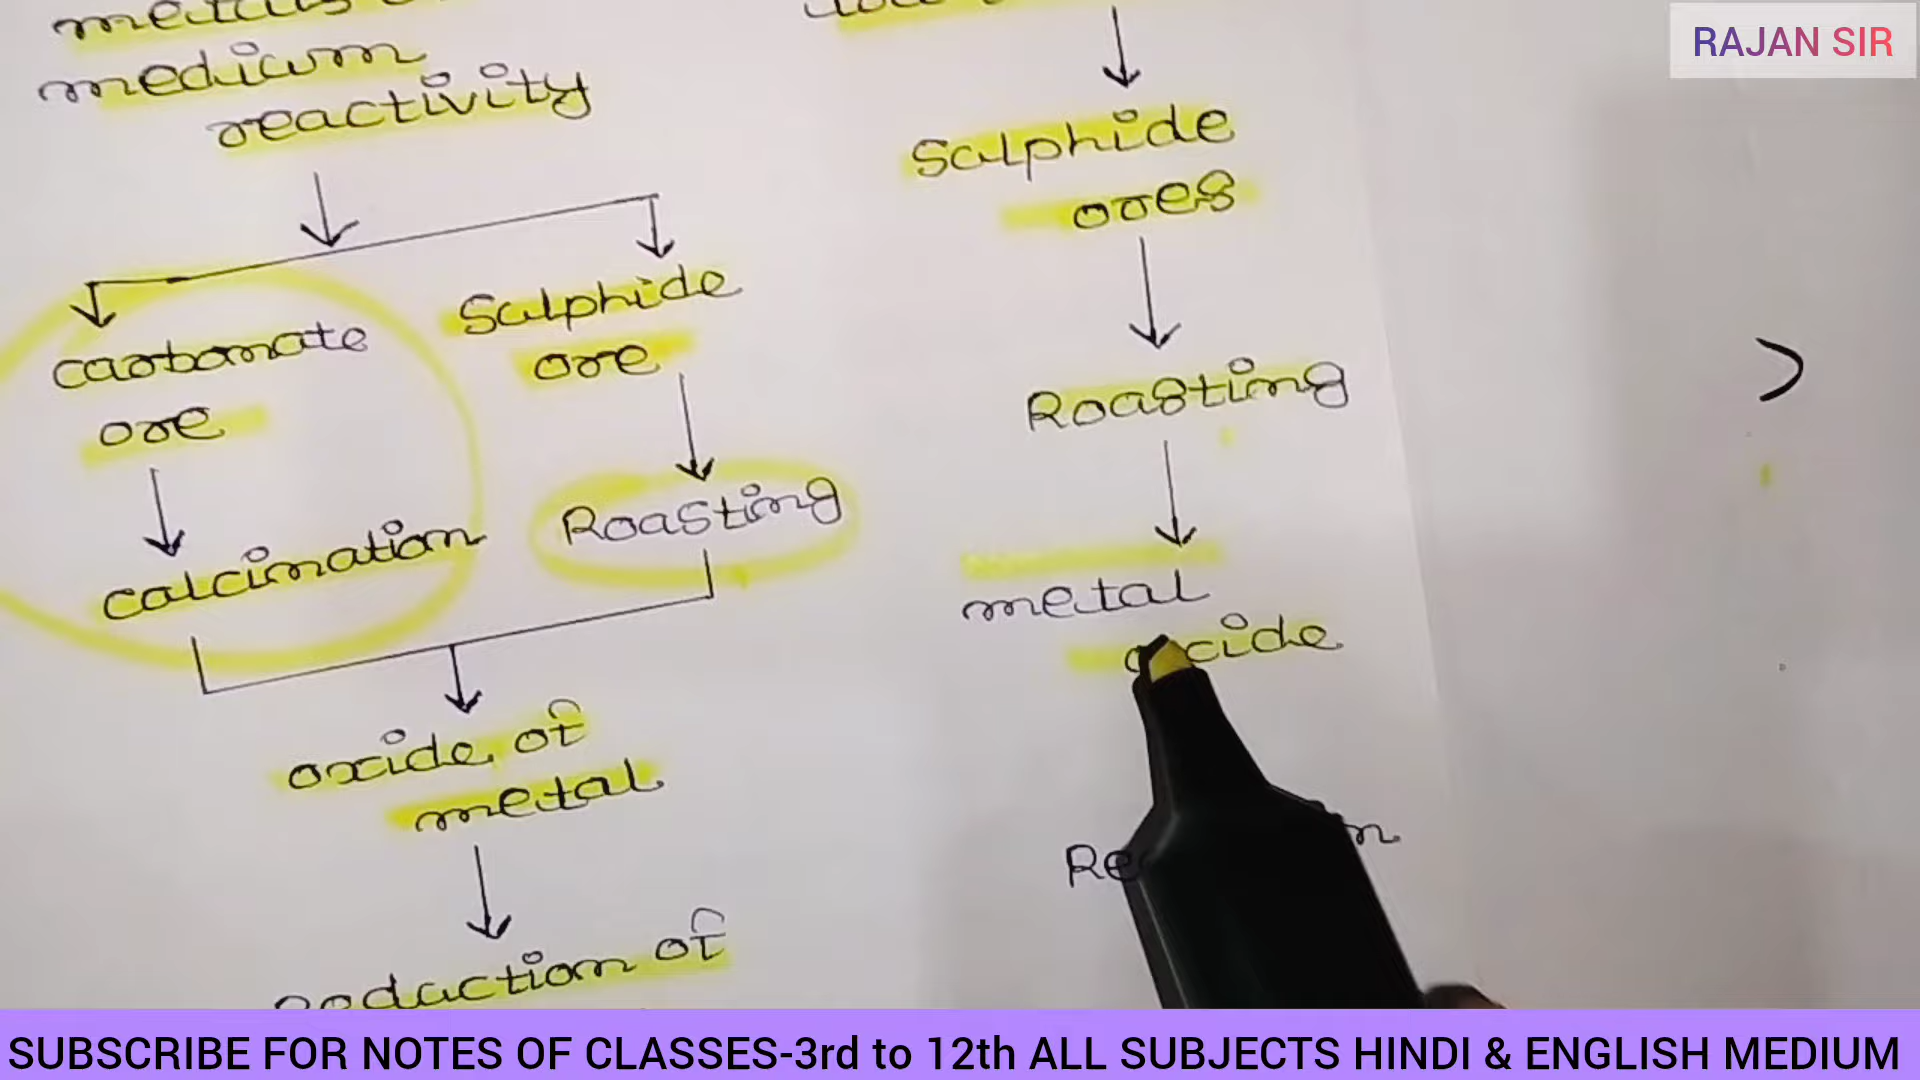 RAJAN SIR
medium
reactivity
carbonate
ore
calcination
Sulphide
ore
Roasting
oxide of
metal
Reduction of
Sulphide
ores
Roasting
metal
oxide
SUBSCRIBE FOR NOTES OF CLASSES-3rd to 12th ALL SUBJECTS HINDI & ENGLISH MEDIUM